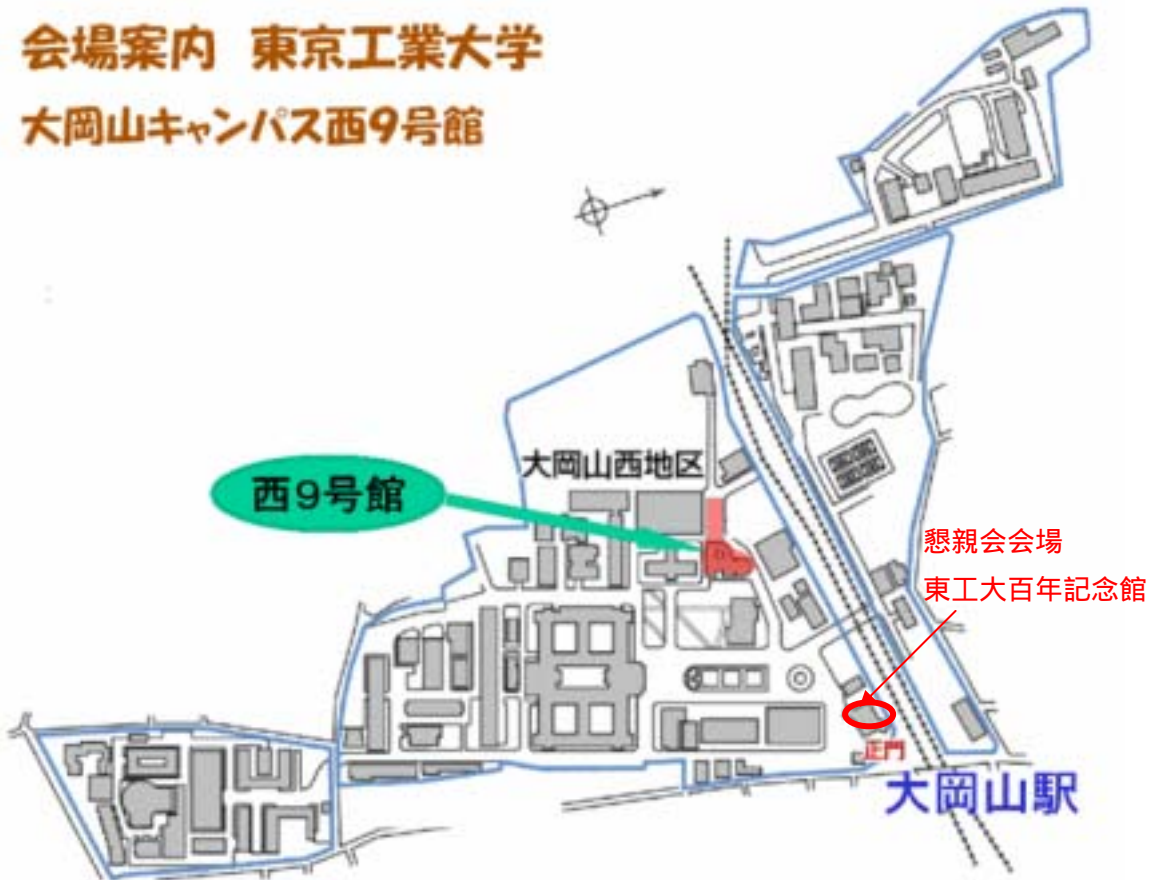 会場案内 東京工業大学
大岡山キャンパス西9号館
大岡山西地区
西9号館
懇親会会場
東工大百年記念館
正門
大岡山駅